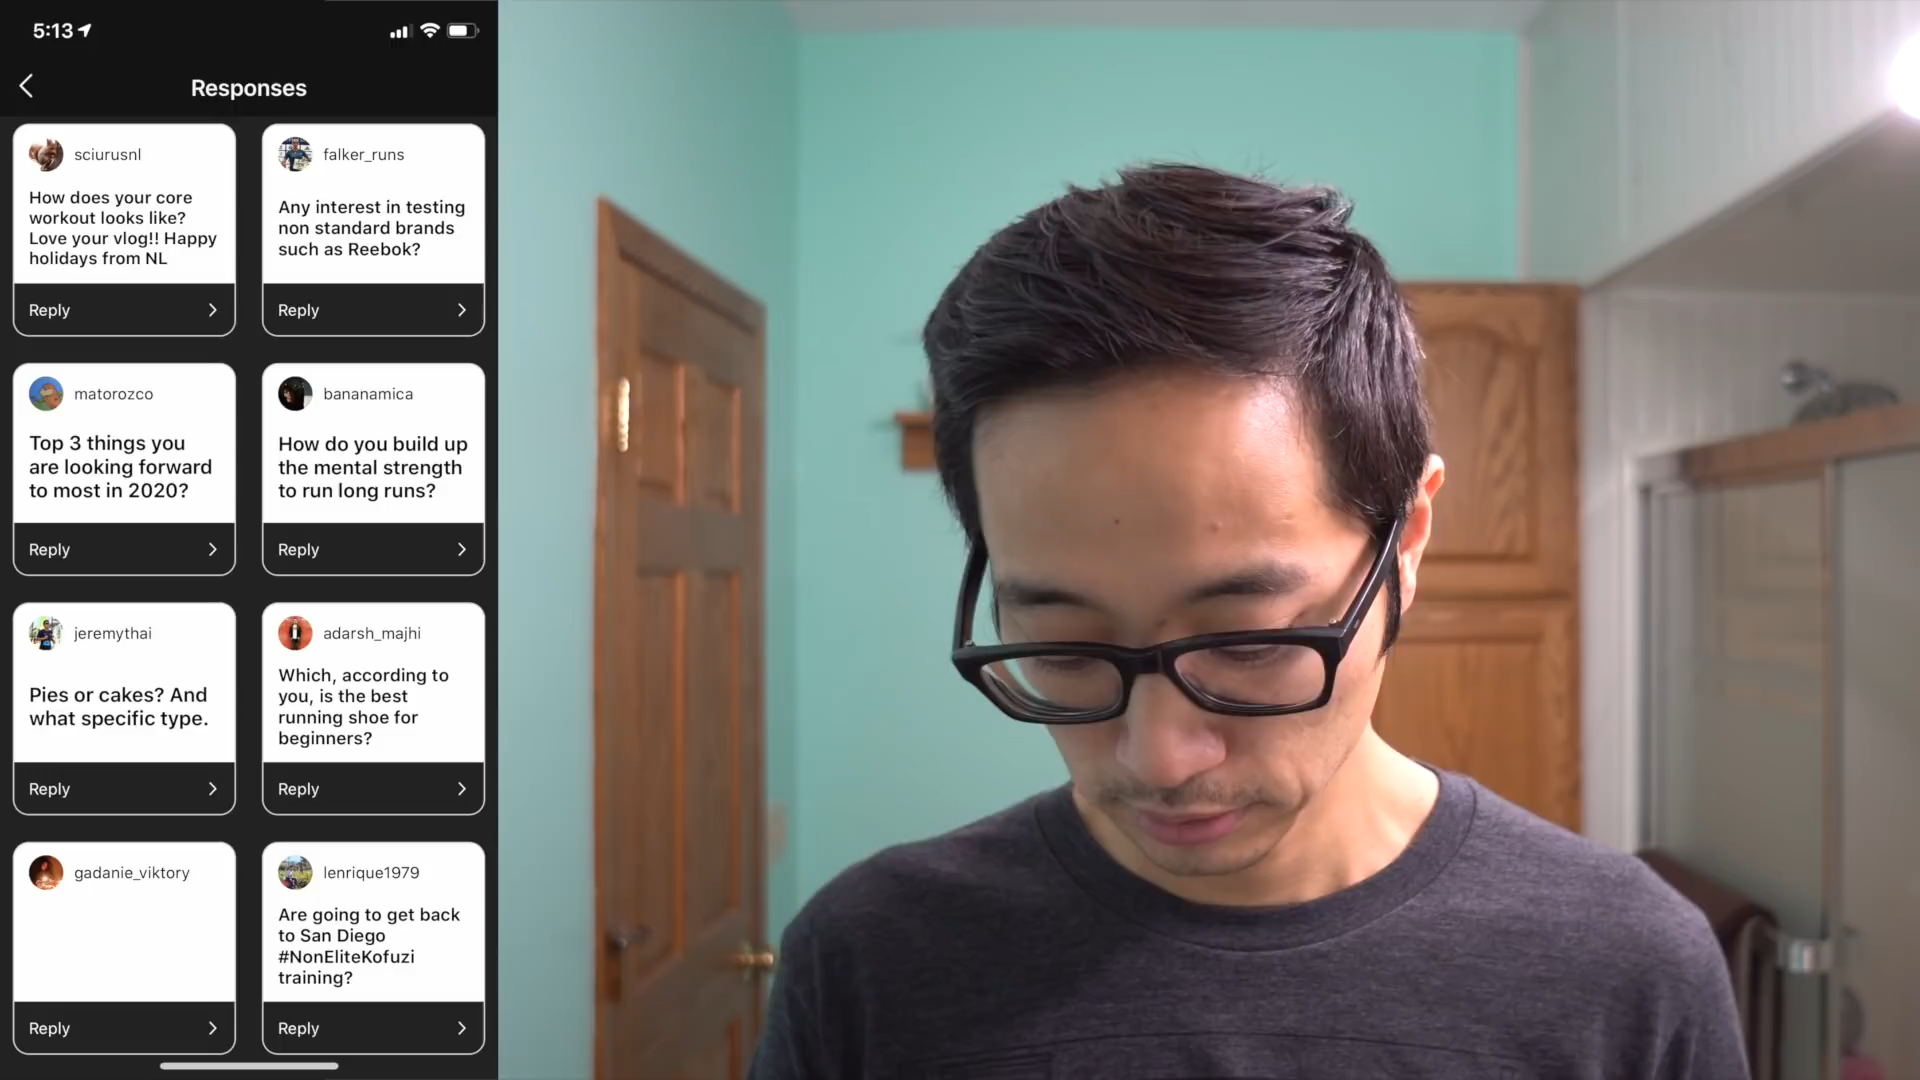 5:13
Responses
sciurusnl
How does your core
workout looks like?
Love your vlog!! Happy
holidays from NL
Reply
falker_runs
Any interest in testing
non standard brands
such as Reebok?
Reply
matorozco
Top 3 things you
are looking forward
to most in 2020?
Reply
bananamica
How do you build up
the mental strength
to run long runs?
Reply
jeremythai
Pies or cakes? And
what specific type.
Reply
adarsh_majhi
Which, according to
you, is the best
running shoe for
beginners?
Reply
gadanie_viktory
Reply
lenrique1979
Are going to get back
to San Diego
#NonEliteKofuzi
training?
Reply